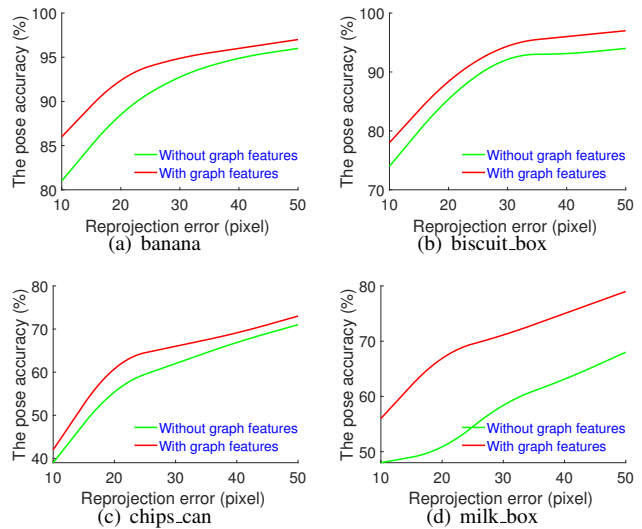 The pose accuracy (%)
100
95
90
85
80
Without graph features
With graph features
10 20 30 40 50
Reprojection error (pixel)
(a) banana
The pose accuracy (%)
100
90
80
70
Without graph features
With graph features
10 20 30 40 50
Reprojection error (pixel)
(b) biscuit_box
The pose accuracy (%)
80
70
60
50
40
Without graph features
With graph features
10 20 30 40 50
Reprojection error (pixel)
(c) chips_can
The pose accuracy (%)
80
70
60
50
Without graph features
With graph features
10 20 30 40 50
Reprojection error (pixel)
(d) milk_box